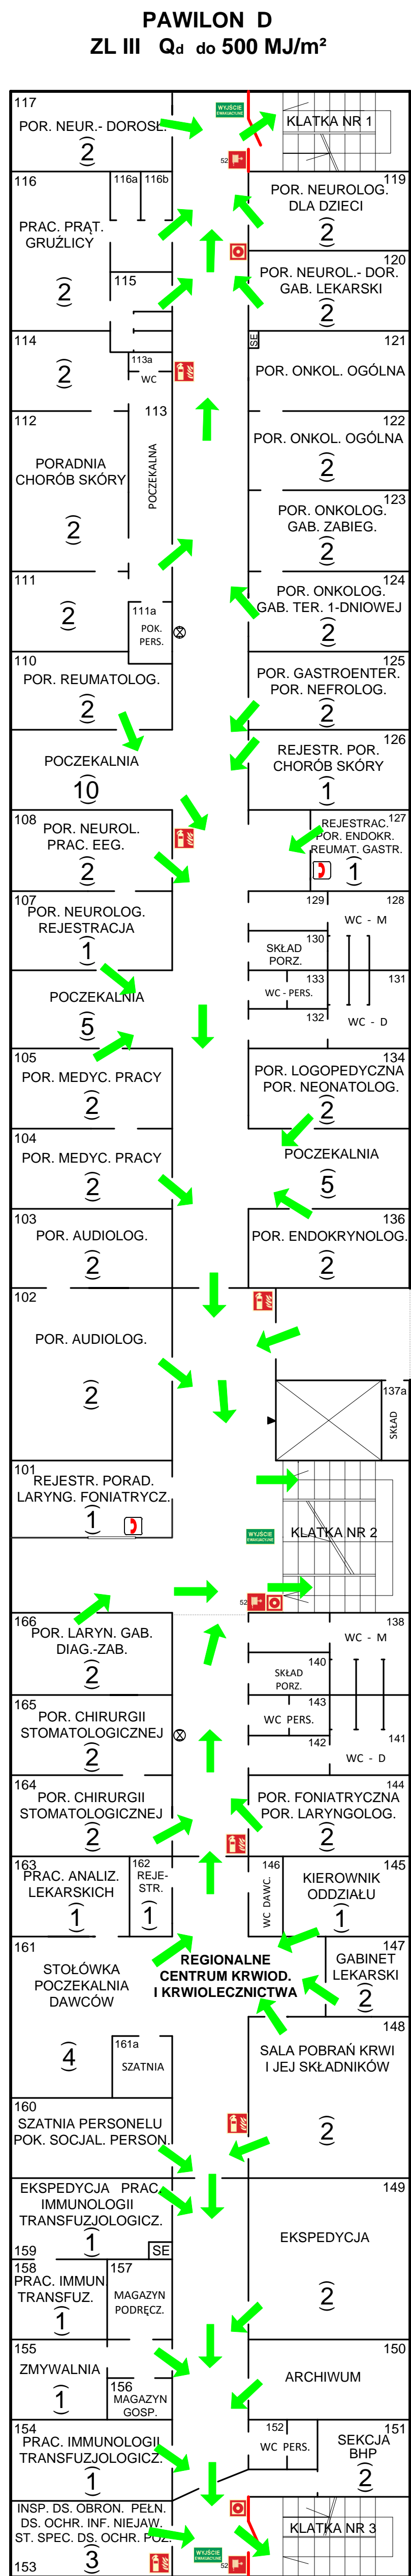 PAWILON D
ZL III Qd do 500 MJ/m²
117
POR. NEUR.- DOROSŁ.
(2)
WYJŚCIE
EWAKUACYJNE
KLATKA NR 1
52
116
116a
116b
PRAC. PRĄT.
GRUŹLICY
(2)
115
119
POR. NEUROLOG.
DLA DZIECI
(2)
120
POR. NEUROL.- DOR.
GAB. LEKARSKI
(2)
114
(2)
113a
WC
SE
121
POR. ONKOL. OGÓLNA
112
PORADNIA
CHORÓB SKÓRY
(2)
113
POCZEKALNA
122
POR. ONKOL. OGÓLNA
(2)
123
POR. ONKOLOG.
GAB. ZABIEG.
(2)
111
(2)
111a
POK.
PERS.
124
POR. ONKOLOG.
GAB. TER. 1-DNIOWEJ
(2)
110
POR. REUMATOLOG.
(2)
125
POR. GASTROENTER.
POR. NEFROLOG.
(2)
POCZEKALNIA
(10)
126
REJESTR. POR.
CHORÓB SKÓRY
(1)
108
POR. NEUROL.
PRAC. EEG.
(2)
127
REJESTRAC.
POR. ENDOKR.
REUMAT. GASTR.
(1)
107
POR. NEUROLOG.
REJESTRACJA
(1)
129
128
WC - M
130
SKŁAD
PORZ.
POCZEKALNIA
(5)
133
WC - PERS.
131
132
WC - D
105
POR. MEDYC. PRACY
(2)
134
POR. LOGOPEDYCZNA
POR. NEONATOLOG.
(2)
104
POR. MEDYC. PRACY
(2)
POCZEKALNIA
(5)
103
POR. AUDIOLOG.
(2)
136
POR. ENDOKRYNOLOG.
(2)
102
POR. AUDIOLOG.
(2)
137a
SKŁAD
101
REJESTR. PORAD.
LARYNG. FONIATRYCZ.
(1)
WYJŚCIE
EWAKUACYJNE
KLATKA NR 2
52
166
POR. LARYN. GAB.
DIAG.-ZAB.
(2)
138
WC - M
140
SKŁAD
PORZ.
165
POR. CHIRURGII
STOMATOLOGICZNEJ
(2)
143
WC PERS.
142
141
WC - D
164
POR. CHIRURGII
STOMATOLOGICZNEJ
(2)
144
POR. FONIATRYCZNA
POR. LARYNGOLOG.
(2)
163
PRAC. ANALIZ.
LEKARSKICH
(1)
162
REJE-
STR.
(1)
146
WC DAWC.
145
KIEROWNIK
ODDZIAŁU
(1)
161
STOŁÓWKA
POCZEKALNIA
DAWCÓW
(4)
REGIONALNE
CENTRUM KRWIOD.
I KRWIOLECZNICTWA
147
GABINET
LEKARSKI
(2)
161a
SZATNIA
148
SALA POBRAŃ KRWI
I JEJ SKŁADNIKÓW
(2)
160
SZATNIA PERSONELU
POK. SOCJAL. PERSON.
EKSPEDYCJA PRAC.
IMMUNOLOGII
TRANSFUZJOLOGICZ.
(1)
159
SE
149
EKSPEDYCJA
(2)
158
PRAC. IMMUN.
TRANSFUZ.
(1)
157
MAGAZYN
PODRĘCZ.
155
ZMYWALNIA
(1)
156
MAGAZYN
GOSP.
150
ARCHIWUM
154
PRAC. IMMUNOLOGII
TRANSFUZJOLOGICZ.
(1)
152
WC PERS.
151
SEKCJA
BHP
(2)
INSP. DS. OBRON. PEŁN.
DS. OCHR. INF. NIEJAW.
ST. SPEC. DS. OCHR. POŻ.
(3)
153
WYJŚCIE
EWAKUACYJNE
52
KLATKA NR 3